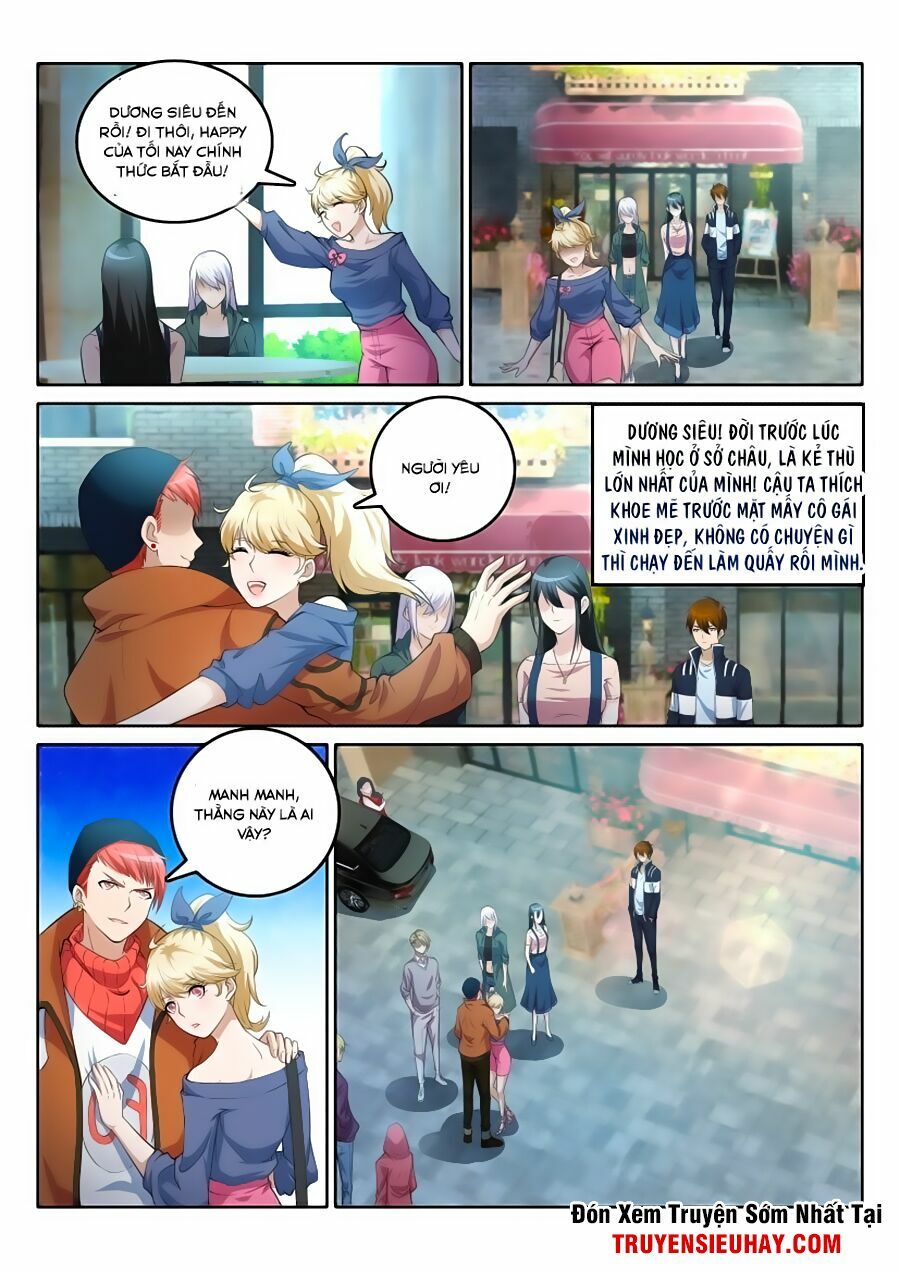 DƯƠNG SIÊU ĐẾN
RỒI! ĐI THÔI, HAPPY
CỦA TỐI NAY CHÍNH
THỨC BẮT ĐẦU!
NGƯỜI YÊU
ƠI!
DƯƠNG SIÊU! ĐỜI TRƯỚC LÚC
MÌNH HỌC Ở SỞ CHÂU, LÀ KẺ THÙ
LỚN NHẤT CỦA MÌNH! CẬU TA THÍCH
KHOE MẼ TRƯỚC MẶT MẤY CÔ GÁI
XINH ĐẸP, KHÔNG CÓ CHUYỆN GÌ
THÌ CHẠY ĐẾN LÀM QUẤY RỐI MÌNH.
MANH MANH,
THẰNG NÀY LÀ AI
VẬY?
Đón Xem Truyện Sớm Nhất Tại
TRUYENSIEUHAY.COM